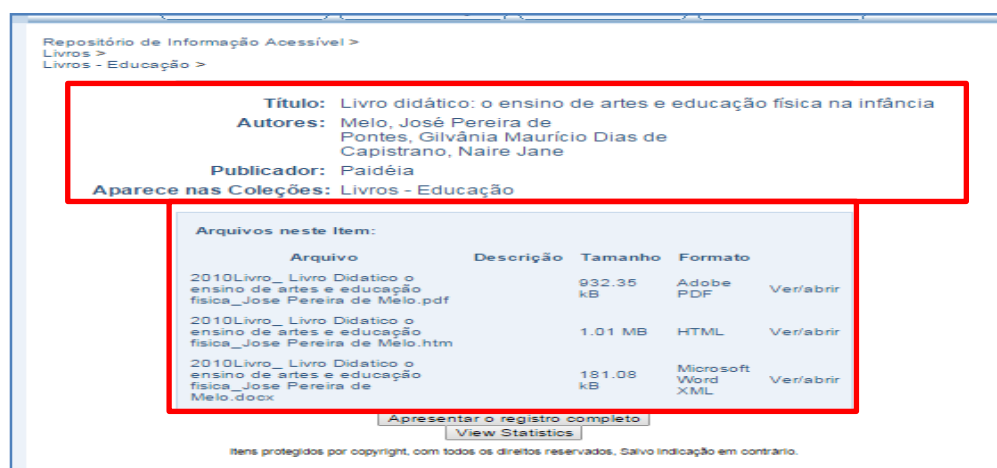 Repositório de Informação Acessível >
Livros >
Livros - Educação >
Título: Livro didático: o ensino de artes e educação física na infância
Autores: Melo, José Pereira de
Pontes, Gilvânia Maurício Dias de
Capistrano, Naire Jane
Publicador: Paidéia
Aparece nas Coleções: Livros - Educação
Arquivos neste Item:
Arquivo Descrição Tamanho Formato
2010Livro_ Livro Didatico o
ensino de artes e educação
fisica_Jose Pereira de Melo.pdf
932.35
kB
Adobe
PDF
Ver/abrir
2010Livro_ Livro Didatico o
ensino de artes e educação
fisica_Jose Pereira de Melo.htm
1.01 MB HTML Ver/abrir
2010Livro_ Livro Didatico o
ensino de artes e educação
fisica_Jose Pereira de
Melo.docx
181.08
kB
Microsoft
Word
XML
Ver/abrir
Apresentar o registro completo
View Statistics
Itens protegidos por copyright, com todos os direitos reservados, Salvo indicação em contrário.